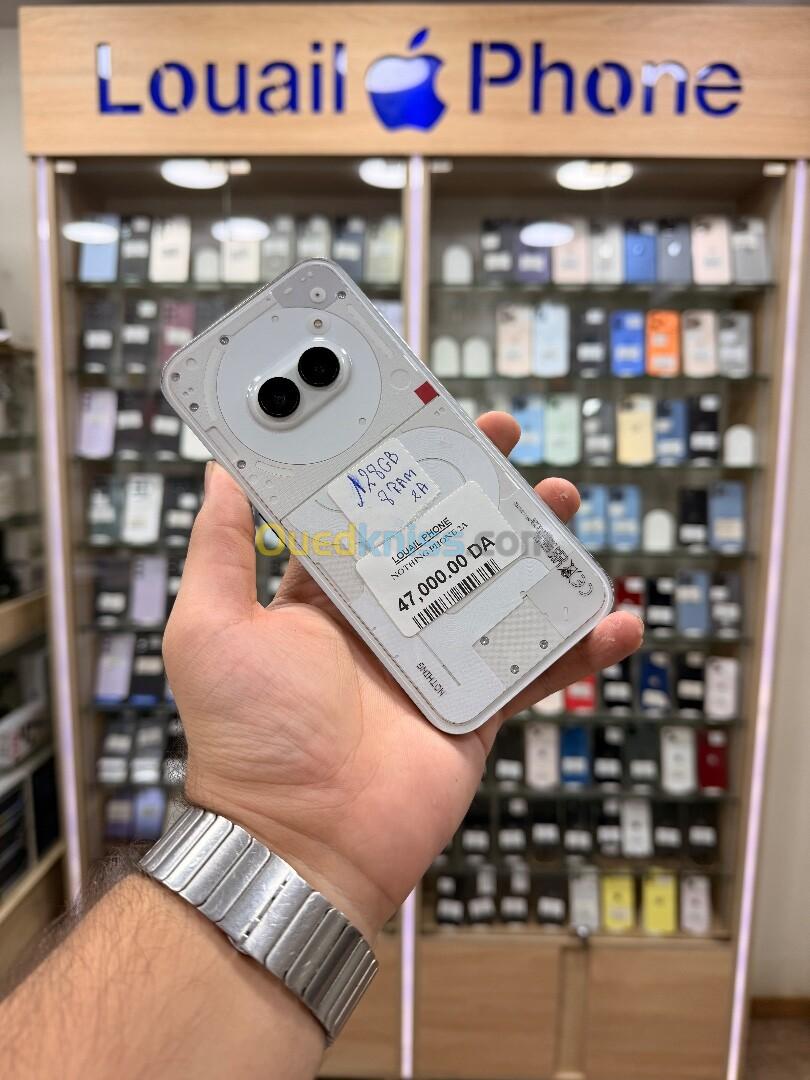 Louail Phone
128GB
8 RAM
2A
LOUAIL PHONE
NOTHING PHONE 2A
47,000.00 DA
Ouedkniss.com
NOTHING